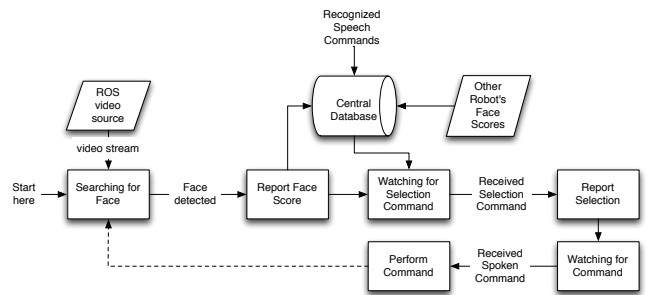 Recognized
Speech
Commands
ROS
video
source
Central
Database
Other
Robot's
Face
Scores
video stream
Start
here
Searching for
Face
Face
detected
Report Face
Score
Watching for
Selection
Command
Received
Selection
Command
Report
Selection
Perform
Command
Received
Spoken
Command
Watching for
Command